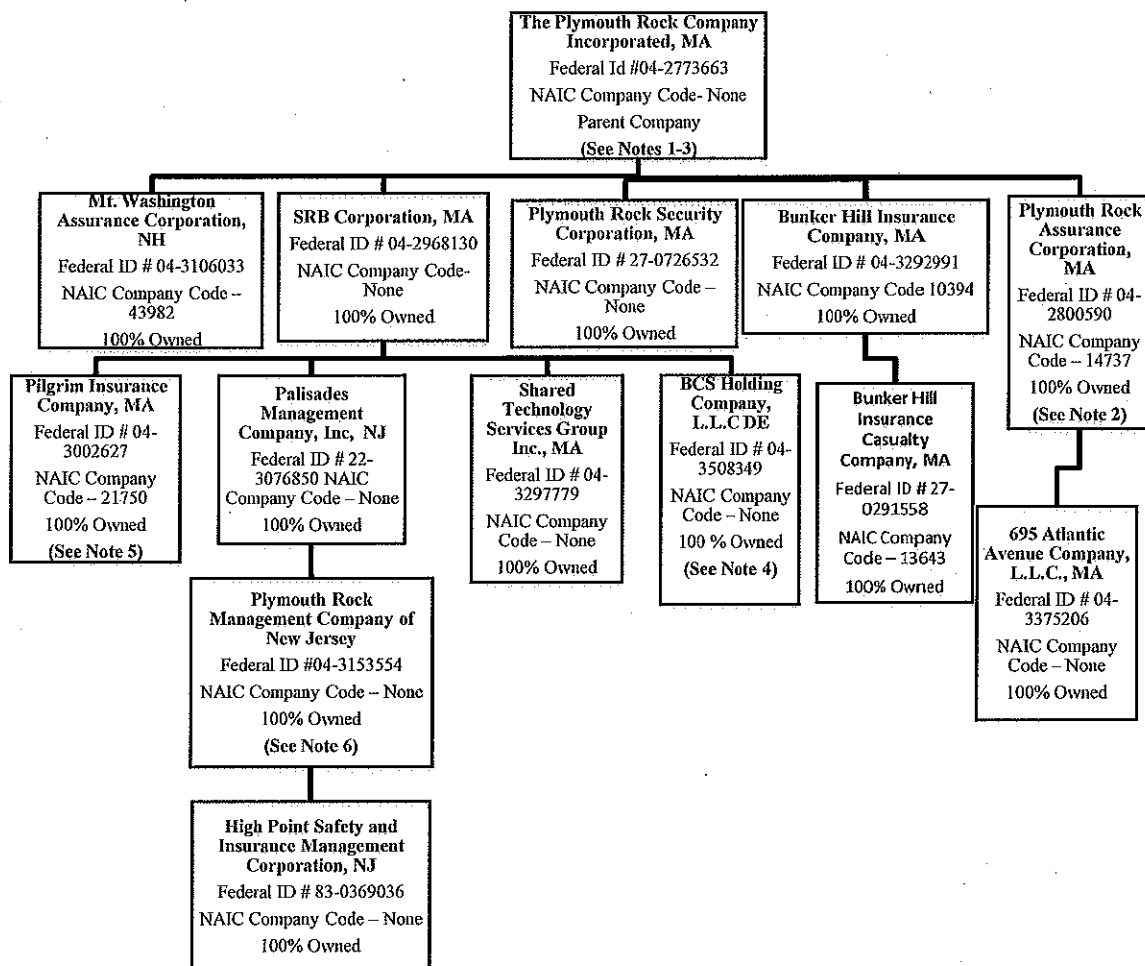 The Plymouth Rock Company
Incorporated, MA
Federal Id #04-2773663
NAIC Company Code- None
Parent Company
(See Notes 1-3)
Mt. Washington
Assurance Corporation,
NH
Federal ID # 04-3106033
NAIC Company Code –
43982
100% Owned
SRB Corporation, MA
Federal ID # 04-2968130
NAIC Company Code-
None
100% Owned
Plymouth Rock Security
Corporation, MA
Federal ID # 27-0726532
NAIC Company Code –
None
100% Owned
Bunker Hill Insurance
Company, MA
Federal ID # 04-3292991
NAIC Company Code 10394
100% Owned
Plymouth Rock
Assurance
Corporation,
MA
Federal ID # 04-
2800590
NAIC Company
Code – 14737
100% Owned
(See Note 2)
Pilgrim Insurance
Company, MA
Federal ID # 04-
3002627
NAIC Company
Code – 21750
100% Owned
(See Note 5)
Palisades
Management
Company, Inc, NJ
Federal ID # 22-
3076850 NAIC
Company Code – None
100% Owned
Shared
Technology
Services Group
Inc., MA
Federal ID # 04-
3297779
NAIC Company
Code – None
100% Owned
BCS Holding
Company,
L.L.C DE
Federal ID # 04-
3508349
NAIC Company
Code – None
100 % Owned
(See Note 4)
Bunker Hill
Insurance
Casualty
Company, MA
Federal ID # 27-
0291558
NAIC Company
Code – 13643
100% Owned
695 Atlantic
Avenue Company,
L.L.C., MA
Federal ID # 04-
3375206
NAIC Company
Code – None
100% Owned
Plymouth Rock
Management Company of
New Jersey
Federal ID #04-3153554
NAIC Company Code – None
100% Owned
(See Note 6)
High Point Safety and
Insurance Management
Corporation, NJ
Federal ID # 83-0369036
NAIC Company Code – None
100% Owned